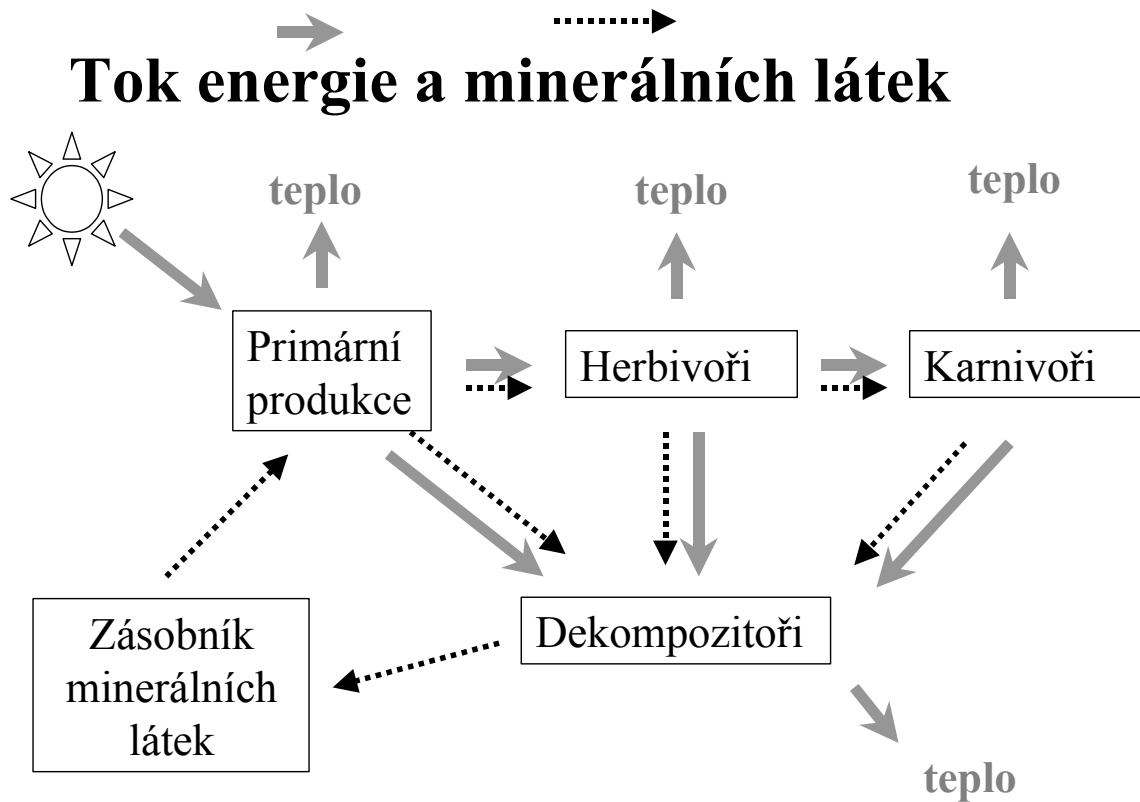 Tok energie a minerálních látek
teplo
teplo
teplo
Primární
produkce
Herbivoři
Karnivoři
Zásobník
minerálních
látek
Dekompozitoři
teplo